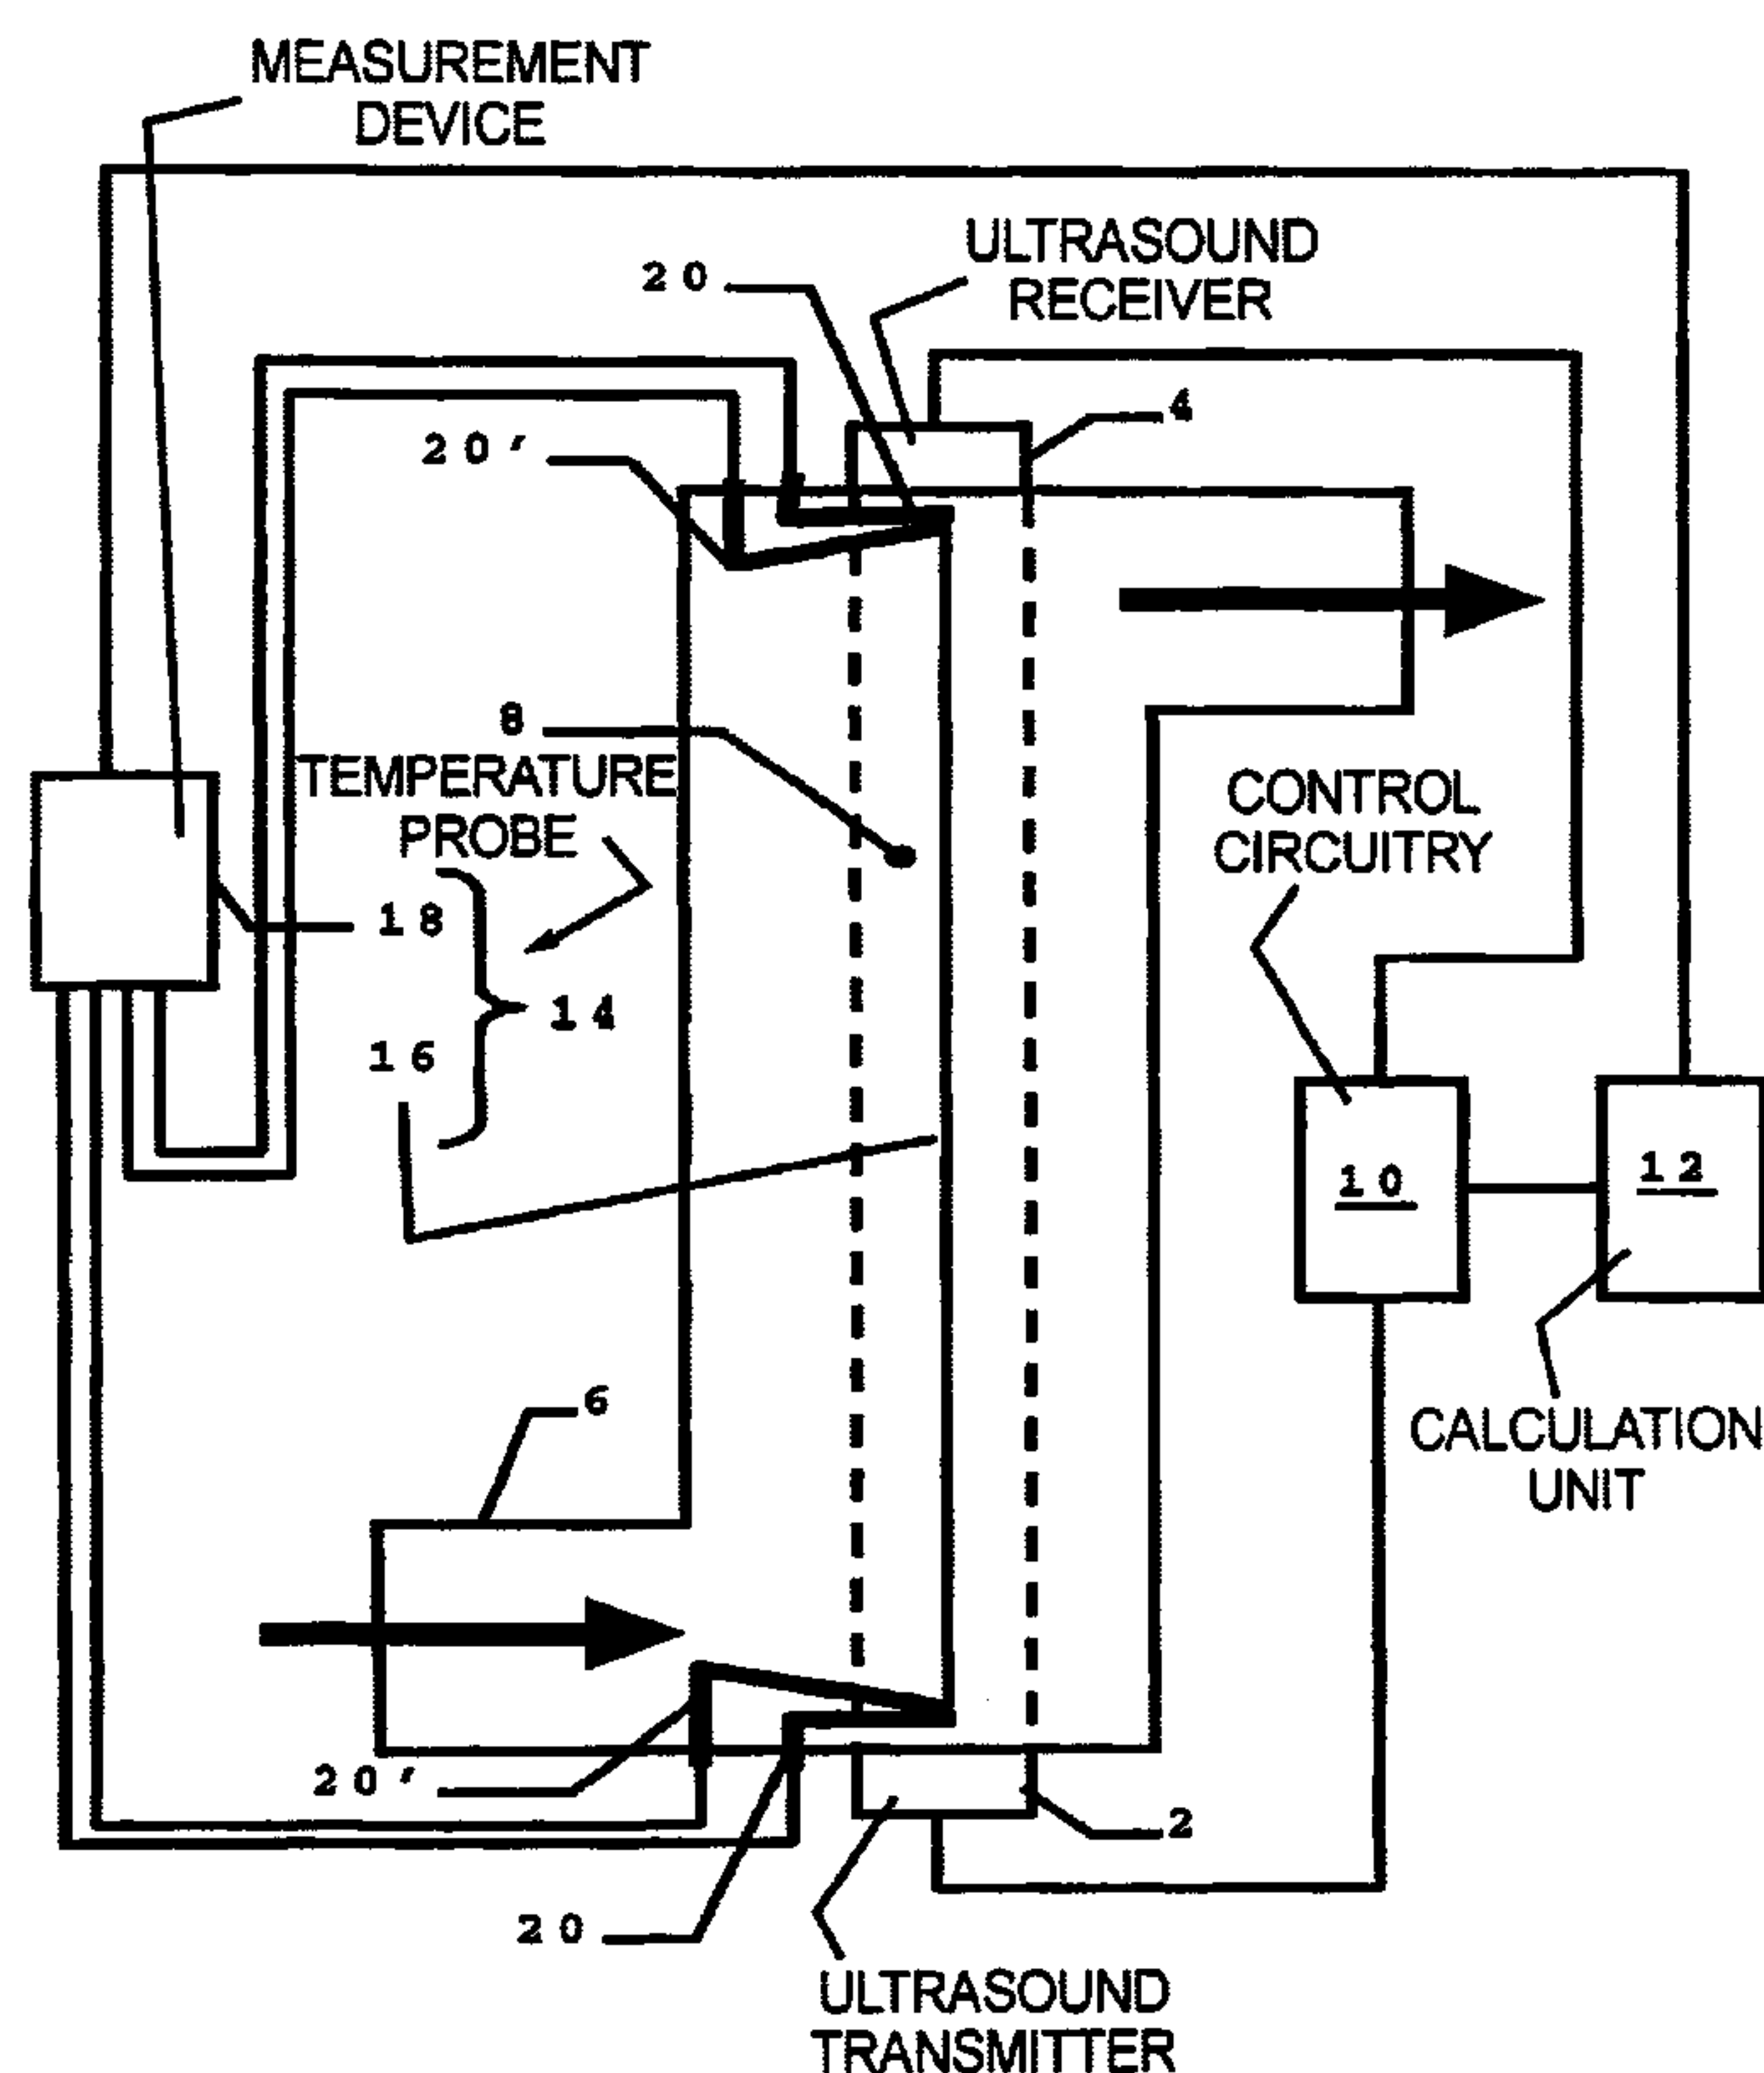 MEASUREMENT
DEVICE
ULTRASOUND
RECEIVER
20
4
20'
8
TEMPERATURE
PROBE
CONTROL
CIRCUITRY
18
14
16
10
12
6
CALCULATION
UNIT
20'
2
20
ULTRASOUND
TRANSMITTER